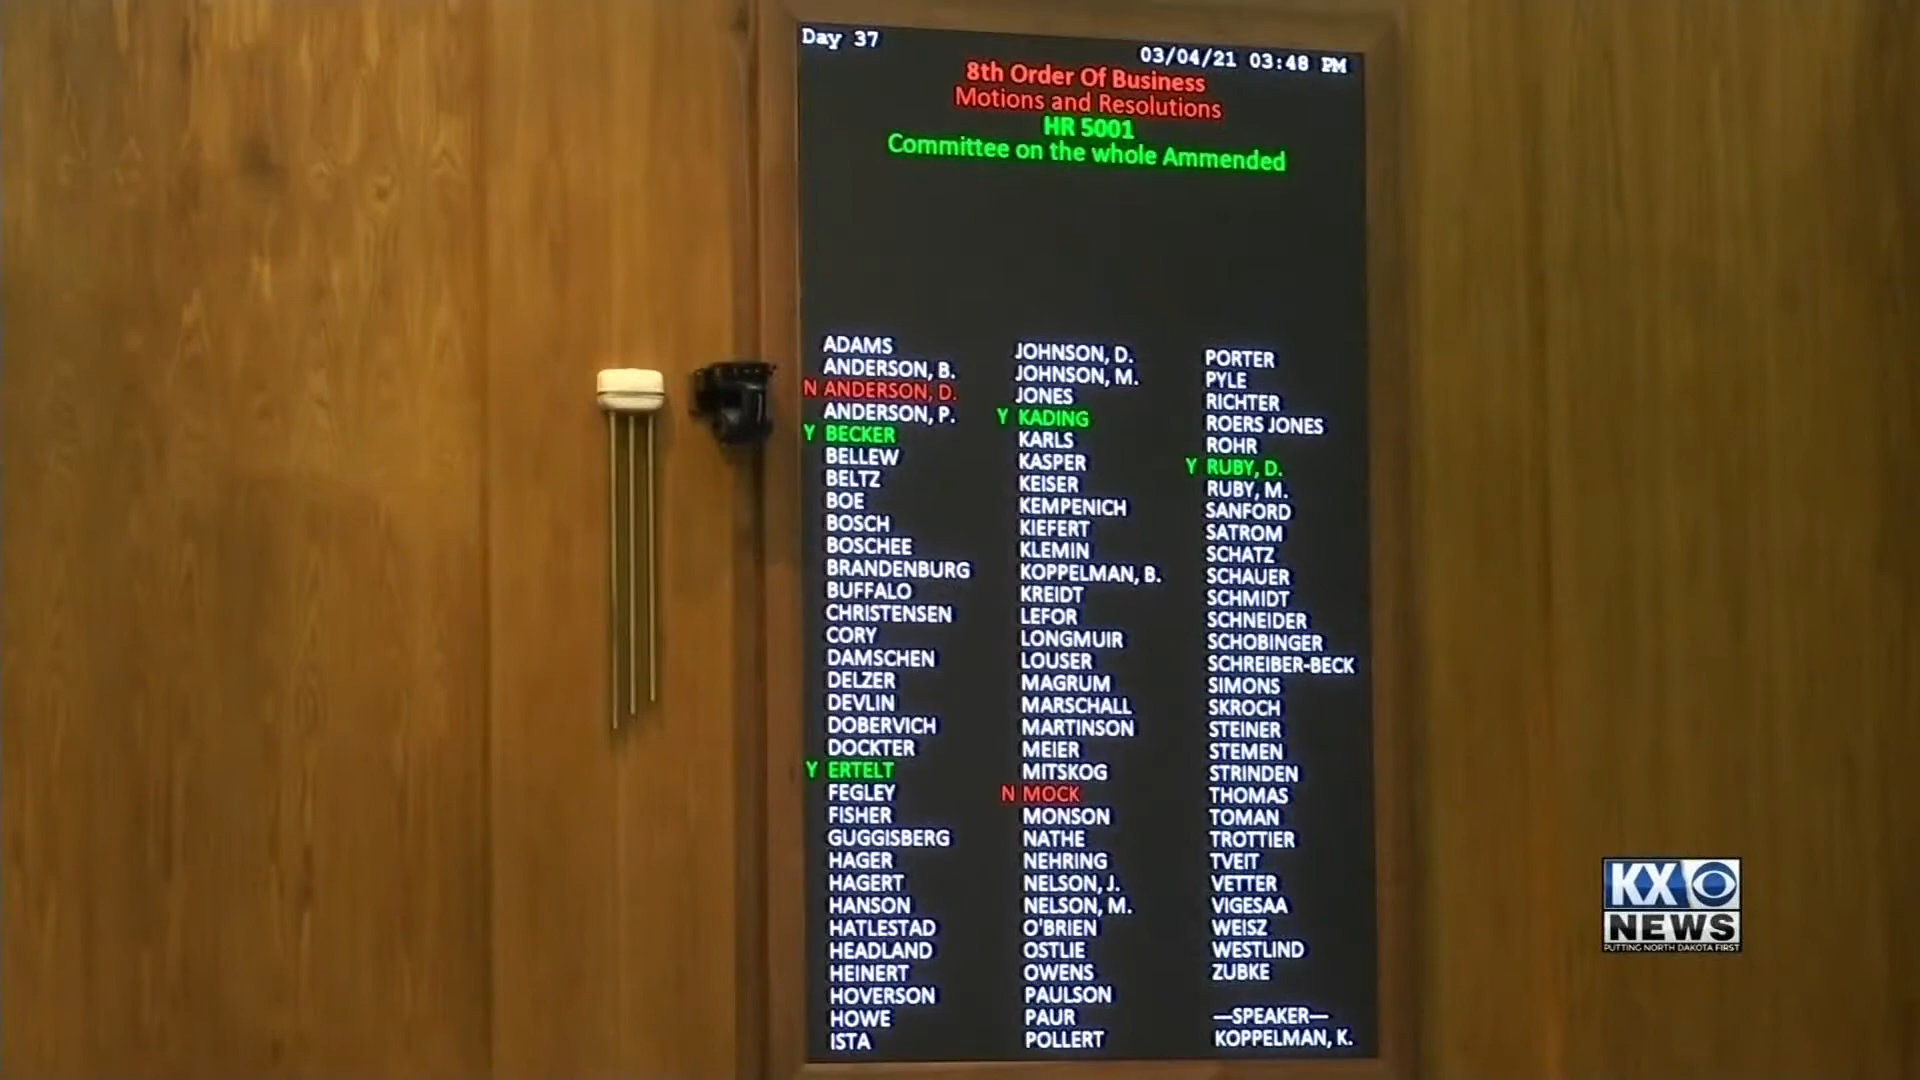 Day 37
03/04/21 03:48 PM
8th Order Of Business
Motions and Resolutions
HR 5001
Committee on the whole Ammended
ADAMS
ANDERSON, B.
N ANDERSON, D.
ANDERSON, P.
Y BECKER
BELLEW
BELTZ
BOE
BOSCH
BOSCHEE
BRANDENBURG
BUFFALO
CHRISTENSEN
CORY
DAMSCHEN
DELZER
DEVLIN
DOBERVICH
DOCKTER
Y ERTELT
FEGLEY
FISHER
GUGGISBERG
HAGER
HAGERT
HANSON
HATLESTAD
HEADLAND
HEINERT
HOVERSON
HOWE
ISTA
JOHNSON, D.
JOHNSON, M.
JONES
Y KADING
KARLS
KASPER
KEISER
KEMPENICH
KIEFERT
KLEMIN
KOPPELMAN, B.
KREIDT
LEFOR
LONGMUIR
LOUSER
MAGRUM
MARSCHALL
MARTINSON
MEIER
MITSKOG
N MOCK
MONSON
NATHE
NEHRING
NELSON, J.
NELSON, M.
O'BRIEN
OSTLIE
OWENS
PAULSON
PAUR
POLLERT
PORTER
PYLE
RICHTER
ROERS JONES
ROHR
Y RUBY, D.
RUBY, M.
SANFORD
SATROM
SCHATZ
SCHAUER
SCHMIDT
SCHNEIDER
SCHOBINGER
SCHREIBER-BECK
SIMONS
SKROCH
STEINER
STEMEN
STRINDEN
THOMAS
TOMAN
TROTTIER
TVEIT
VETTER
VIGESAA
WEISZ
WESTLIND
ZUBKE
—SPEAKER—
KOPPELMAN, K.
KX
NEWS
PUTTING NORTH DAKOTA FIRST